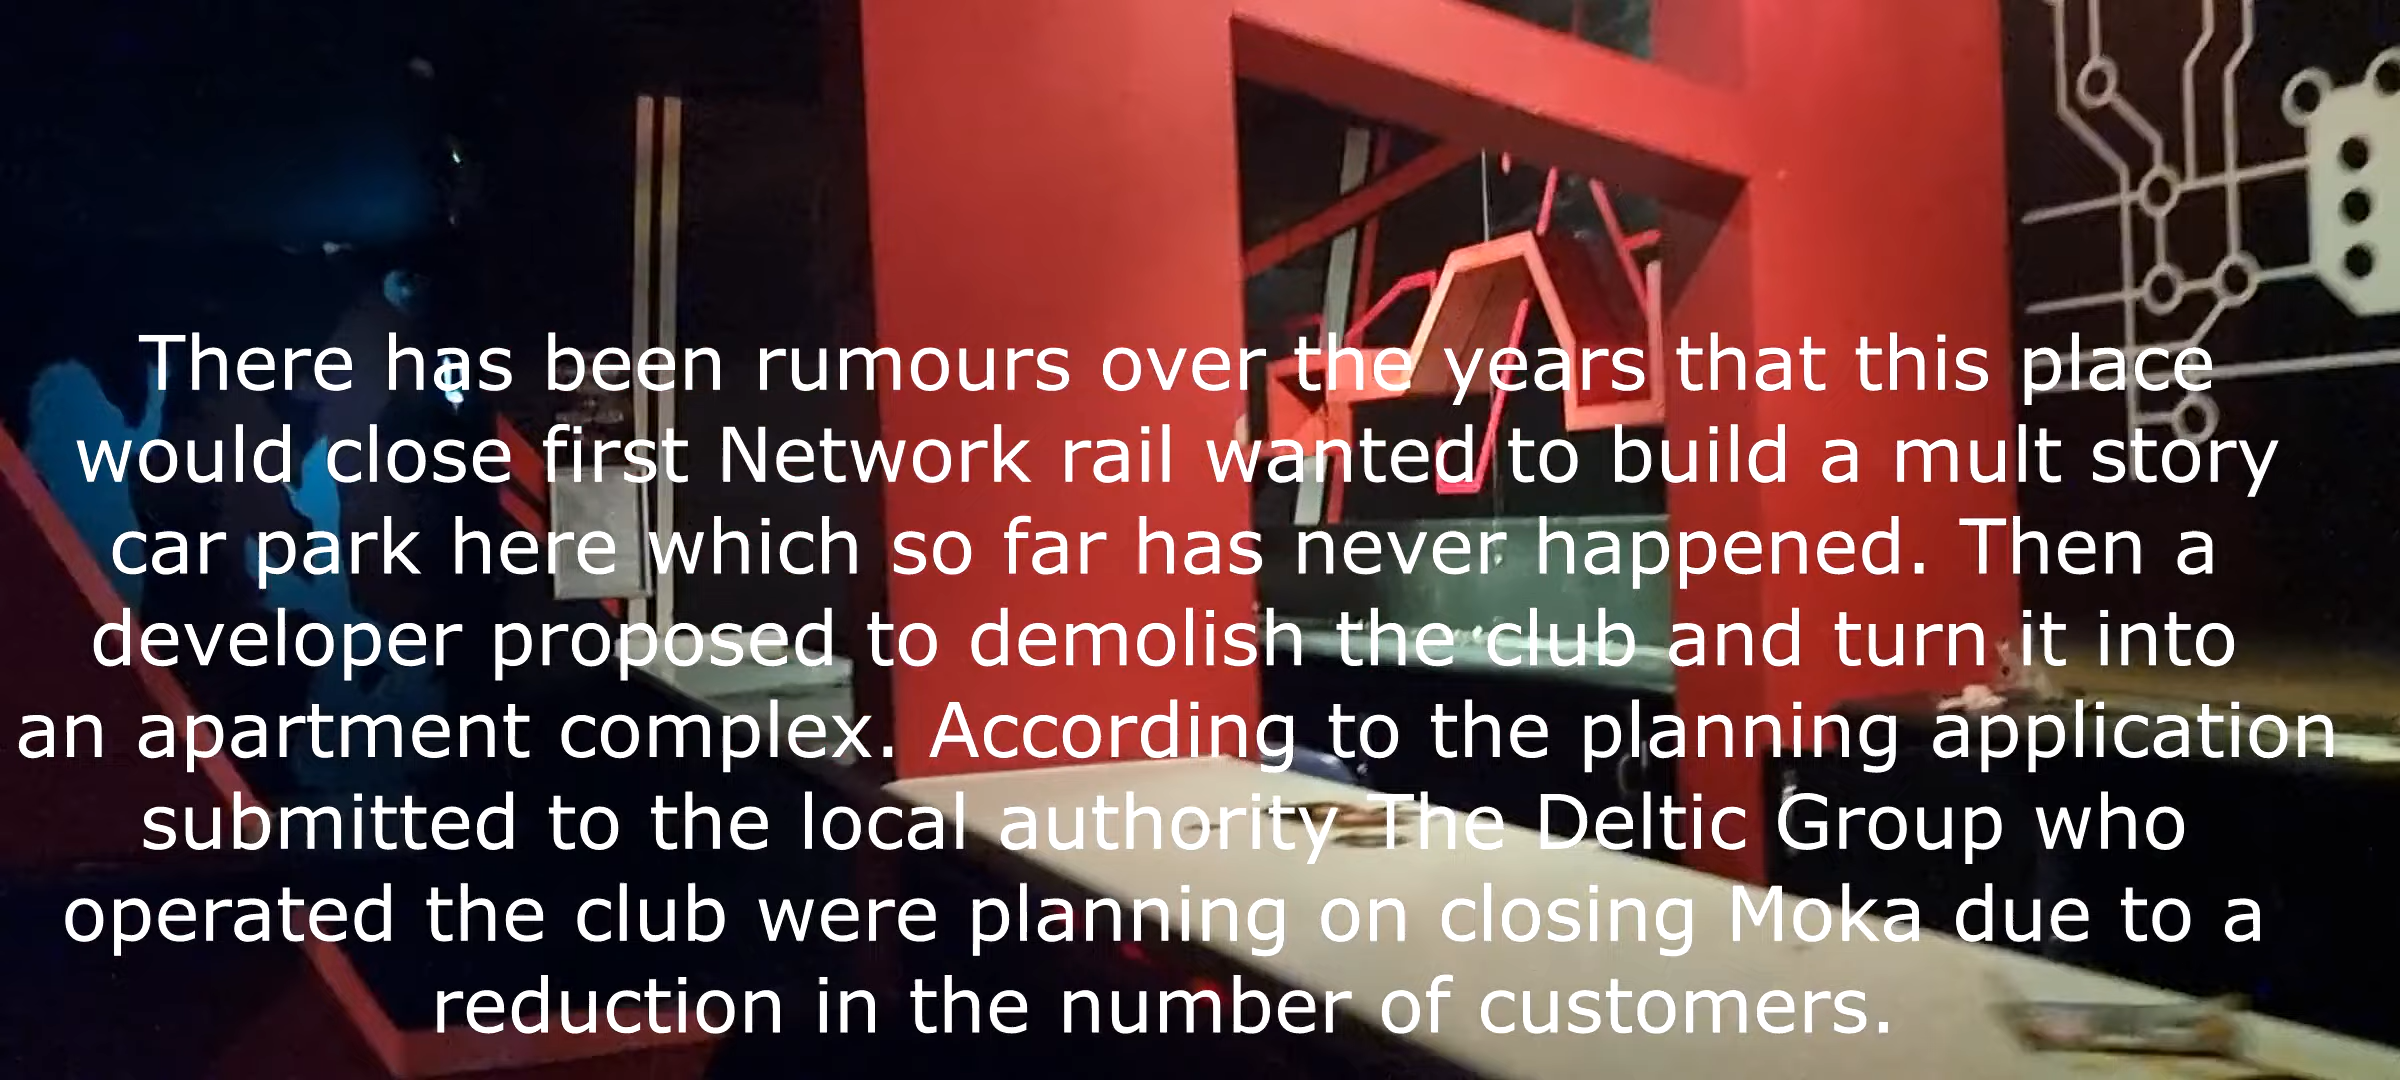 There has been rumours over the years that this place
would close first Network rail wanted to build a mult story
car park here which so far has never happened. Then a
developer proposed to demolish the club and turn it into
an apartment complex. According to the planning application
submitted to the local authority The Deltic Group who
operated the club were planning on closing Moka due to a
reduction in the number of customers.